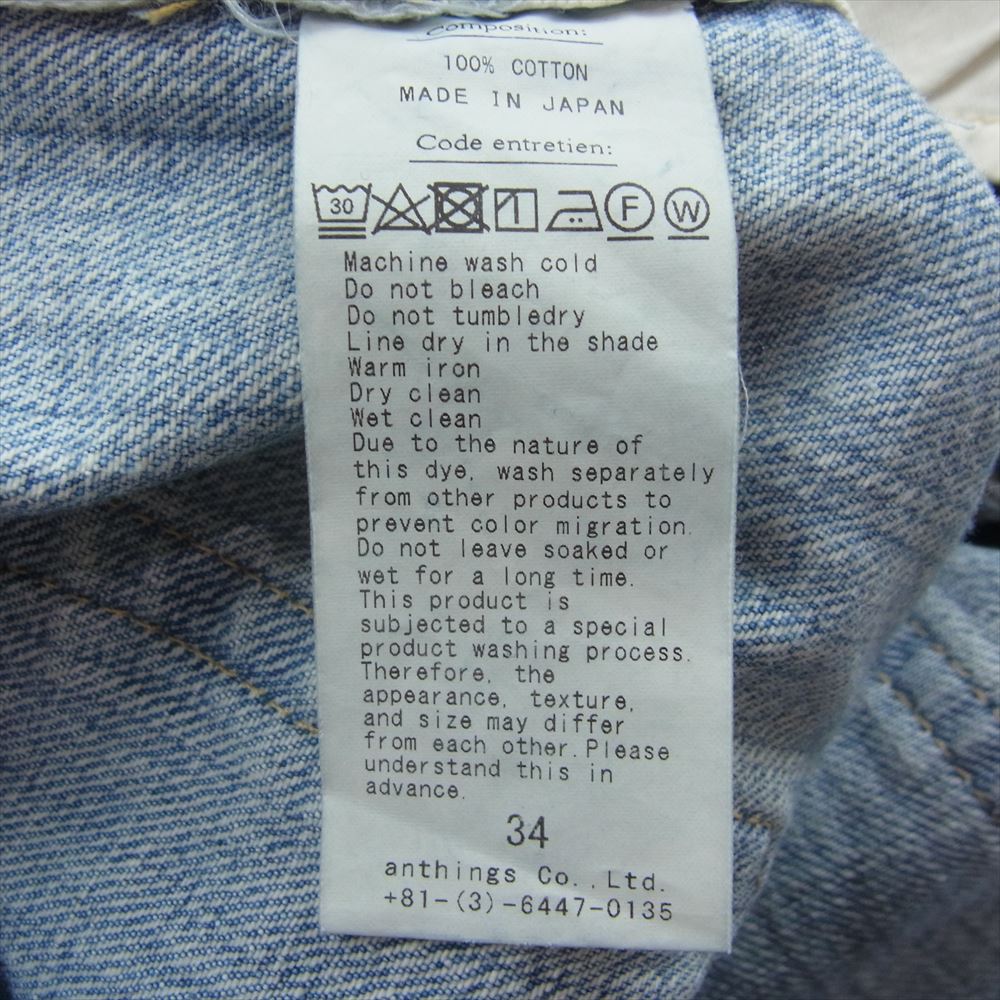 Composition:
100% COTTON
MADE IN JAPAN
Code entretien:
30 F W
Machine wash cold
Do not bleach
Do not tumbledry
Line dry in the shade
Warm iron
Dry clean
Wet clean
Due to the nature of
this dye, wash separately
from other products to
prevent color migration.
Do not leave soaked or
wet for a long time.
This product is
subjected to a special
product washing process.
Therefore, the
appearance, texture,
and size may differ
from each other.Please
understand this in
advance.
34
anthings Co.,Ltd.
+81-(3)-6447-0135